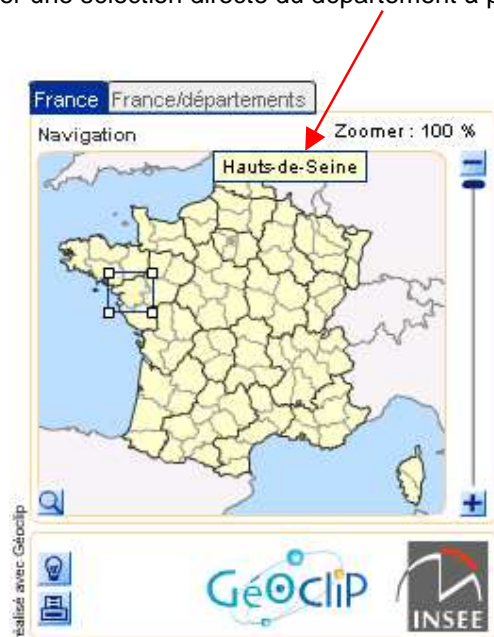 er une sélection directe du département à p
France France/départements
Navigation Zoomer : 100 %
Hauts-de-Seine
éalisé avec Géoclip
GéOcliP
INSEE